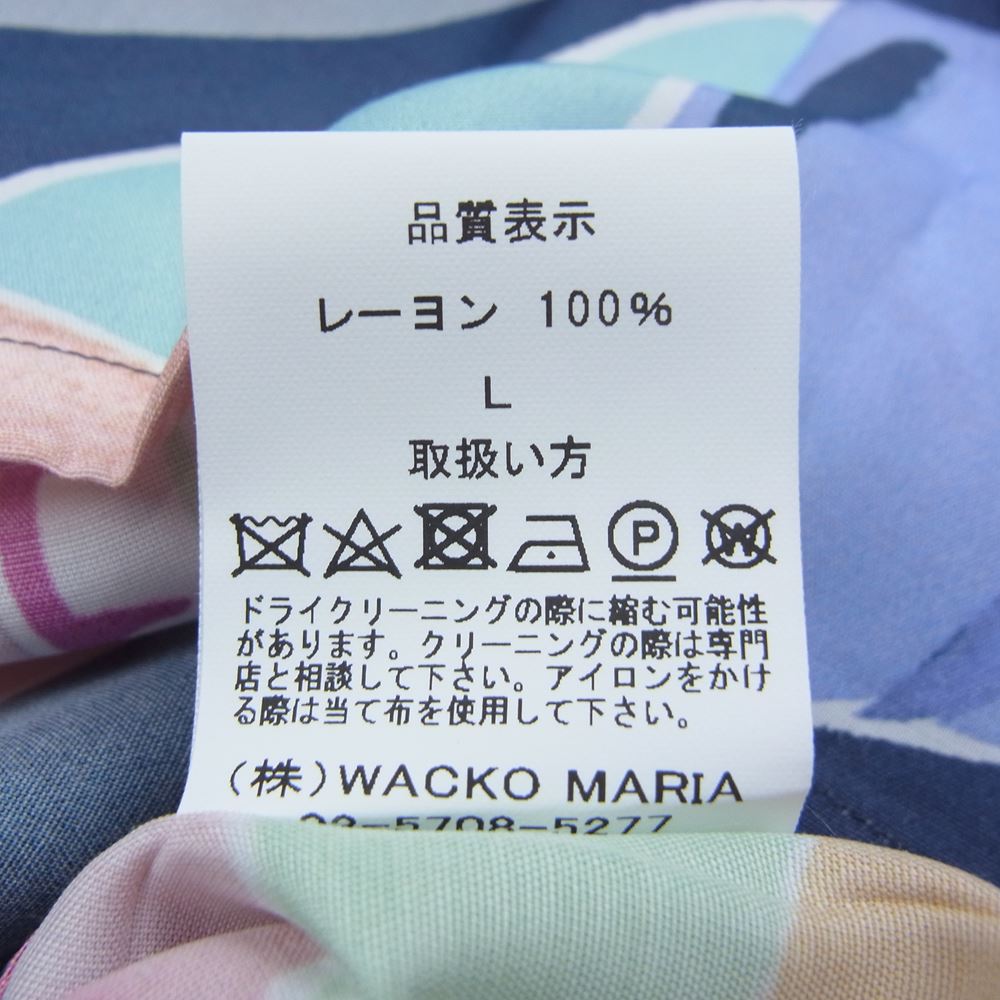 品質表示
レーヨン 100%
L
取扱い方
P W
ドライクリーニングの際に縮む可能性
があります。クリーニングの際は専門
店と相談して下さい。アイロンをかけ
る際は当て布を使用して下さい。
(株)WACKO MARIA
03-5708-5277